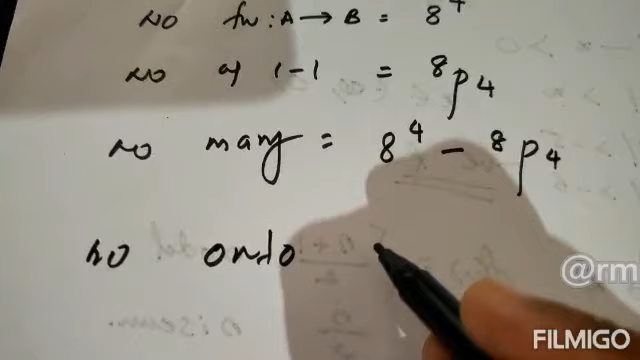 no fn : A → B = 8⁴
no of 1-1 = ⁸P₄
no many = 8⁴ - ⁸P₄
no onto
@rm
FILMIGO